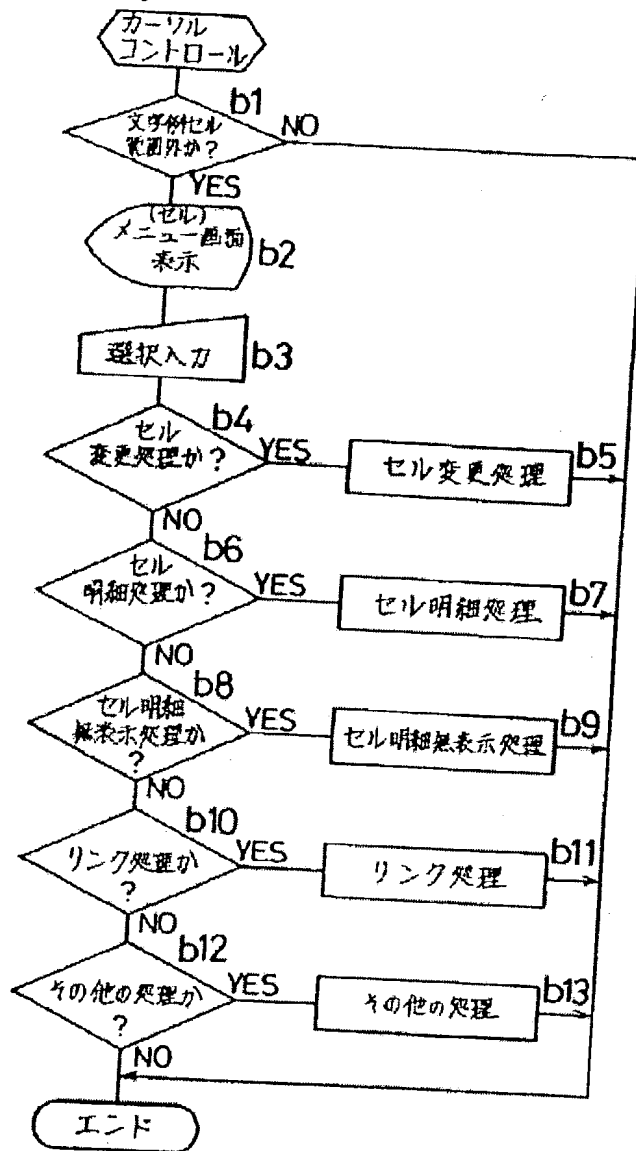 カーソル
コントロール
b1
文字例セル
範囲外か?
NO
YES
(セル)
メニュー画面
表示
b2
選択入力
b3
b4
セル
変更処理か?
YES
セル変更処理
b5
NO
b6
セル
明細処理か?
YES
セル明細処理
b7
NO
b8
セル明細
無表示処理か
?
YES
セル明細無表示処理
b9
NO
b10
リンク処理か
?
YES
リンク処理
b11
NO
b12
その他の処理か
?
YES
その他の処理
b13
NO
エンド